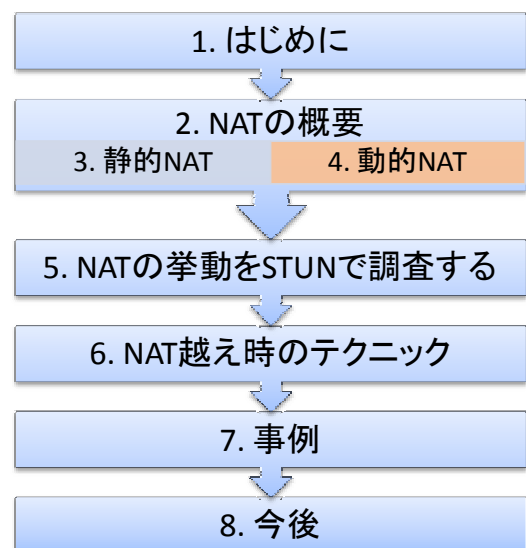 1. はじめに
2. NATの概要
3. 静的NAT
4. 動的NAT
5. NATの挙動をSTUNで調査する
6. NAT越え時のテクニック
7. 事例
8. 今後